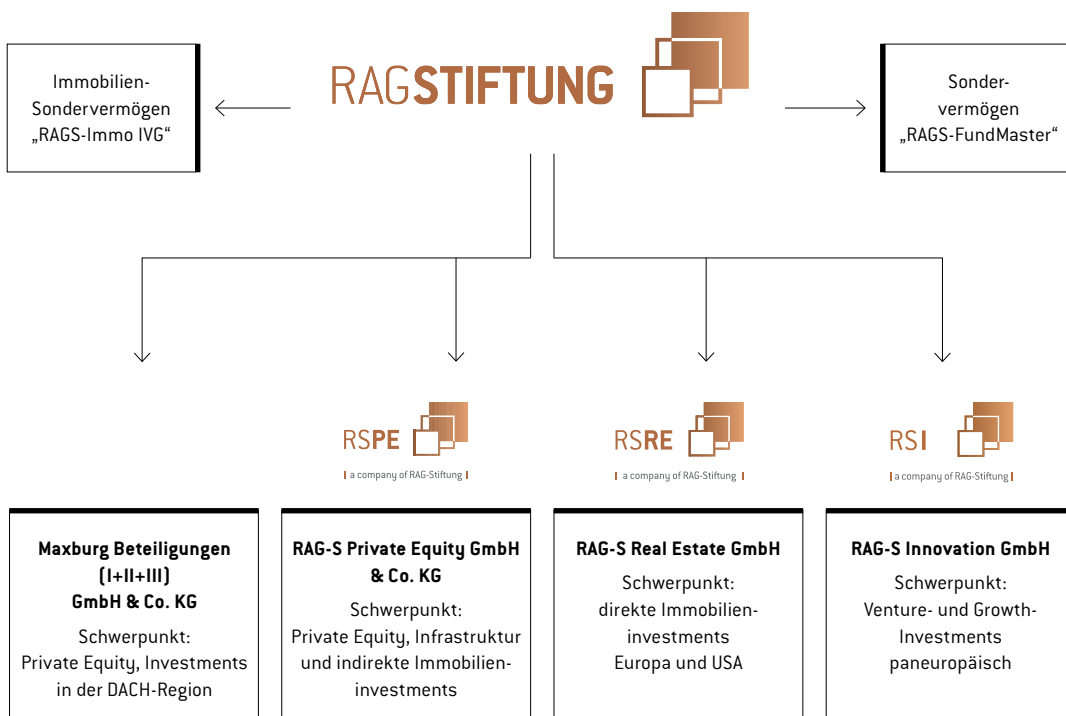 Immobilien-
Sondervermögen
„RAGS-Immo IVG“
RAGSTIFTUNG
Sonder-
vermögen
„RAGS-FundMaster“
RSPE
a company of RAG-Stiftung
RSRE
a company of RAG-Stiftung
RSI
a company of RAG-Stiftung
Maxburg Beteiligungen
(I+II+III)
GmbH & Co. KG
Schwerpunkt:
Private Equity, Investments
in der DACH-Region
RAG-S Private Equity GmbH
& Co. KG
Schwerpunkt:
Private Equity, Infrastruktur
und indirekte Immobilien-
investments
RAG-S Real Estate GmbH
Schwerpunkt:
direkte Immobilien-
investments
Europa und USA
RAG-S Innovation GmbH
Schwerpunkt:
Venture- und Growth-
Investments
paneuropäisch